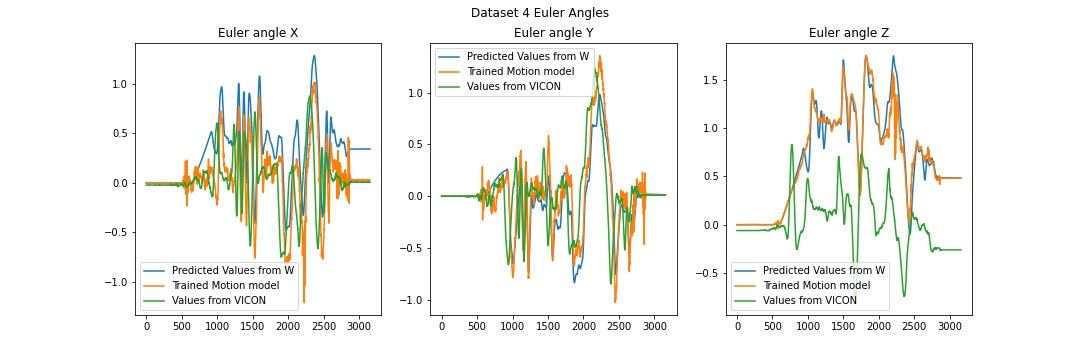 Dataset 4 Euler Angles
Euler angle X
1.0
0.5
0.0
−0.5
−1.0
Predicted Values from W
Trained Motion model
Values from VICON
0 500 1000 1500 2000 2500 3000
Euler angle Y
Predicted Values from W
Trained Motion model
Values from VICON
1.0
0.5
0.0
−0.5
−1.0
0 500 1000 1500 2000 2500 3000
Euler angle Z
1.5
1.0
0.5
0.0
−0.5
Predicted Values from W
Trained Motion model
Values from VICON
0 500 1000 1500 2000 2500 3000